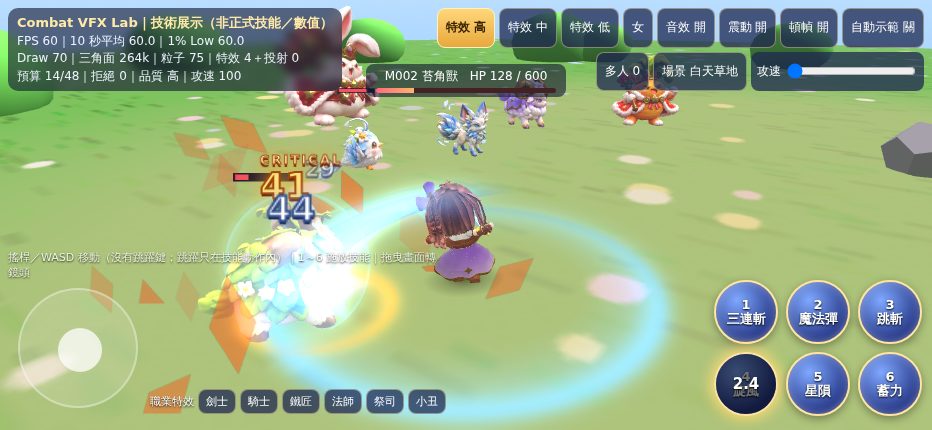 Combat VFX Lab｜技術展示（非正式技能／數值）
FPS 60｜10 秒平均 60.0｜1% Low 60.0
Draw 70｜三角面 264k｜粒子 75｜特效 4＋投射 0
預算 14/48｜拒絕 0｜品質 高｜攻速 100
特效 高
特效 中
特效 低
女
音效 開
震動 開
頓幀 開
自動示範 關
多人 0
場景 白天草地
攻速
M002 苔角獸 HP 128 / 600
CRITICAL
29
41
44
搖桿／WASD 移動（沒有跳躍鍵；跳躍只在技能動作內）｜1～6 施放技能｜拖曳畫面轉
鏡頭
1
三連斬
2
魔法彈
3
跳斬
4
2.4
旋風
5
星隕
6
蓄力
職業特效
劍士
騎士
鐵匠
法師
祭司
小丑